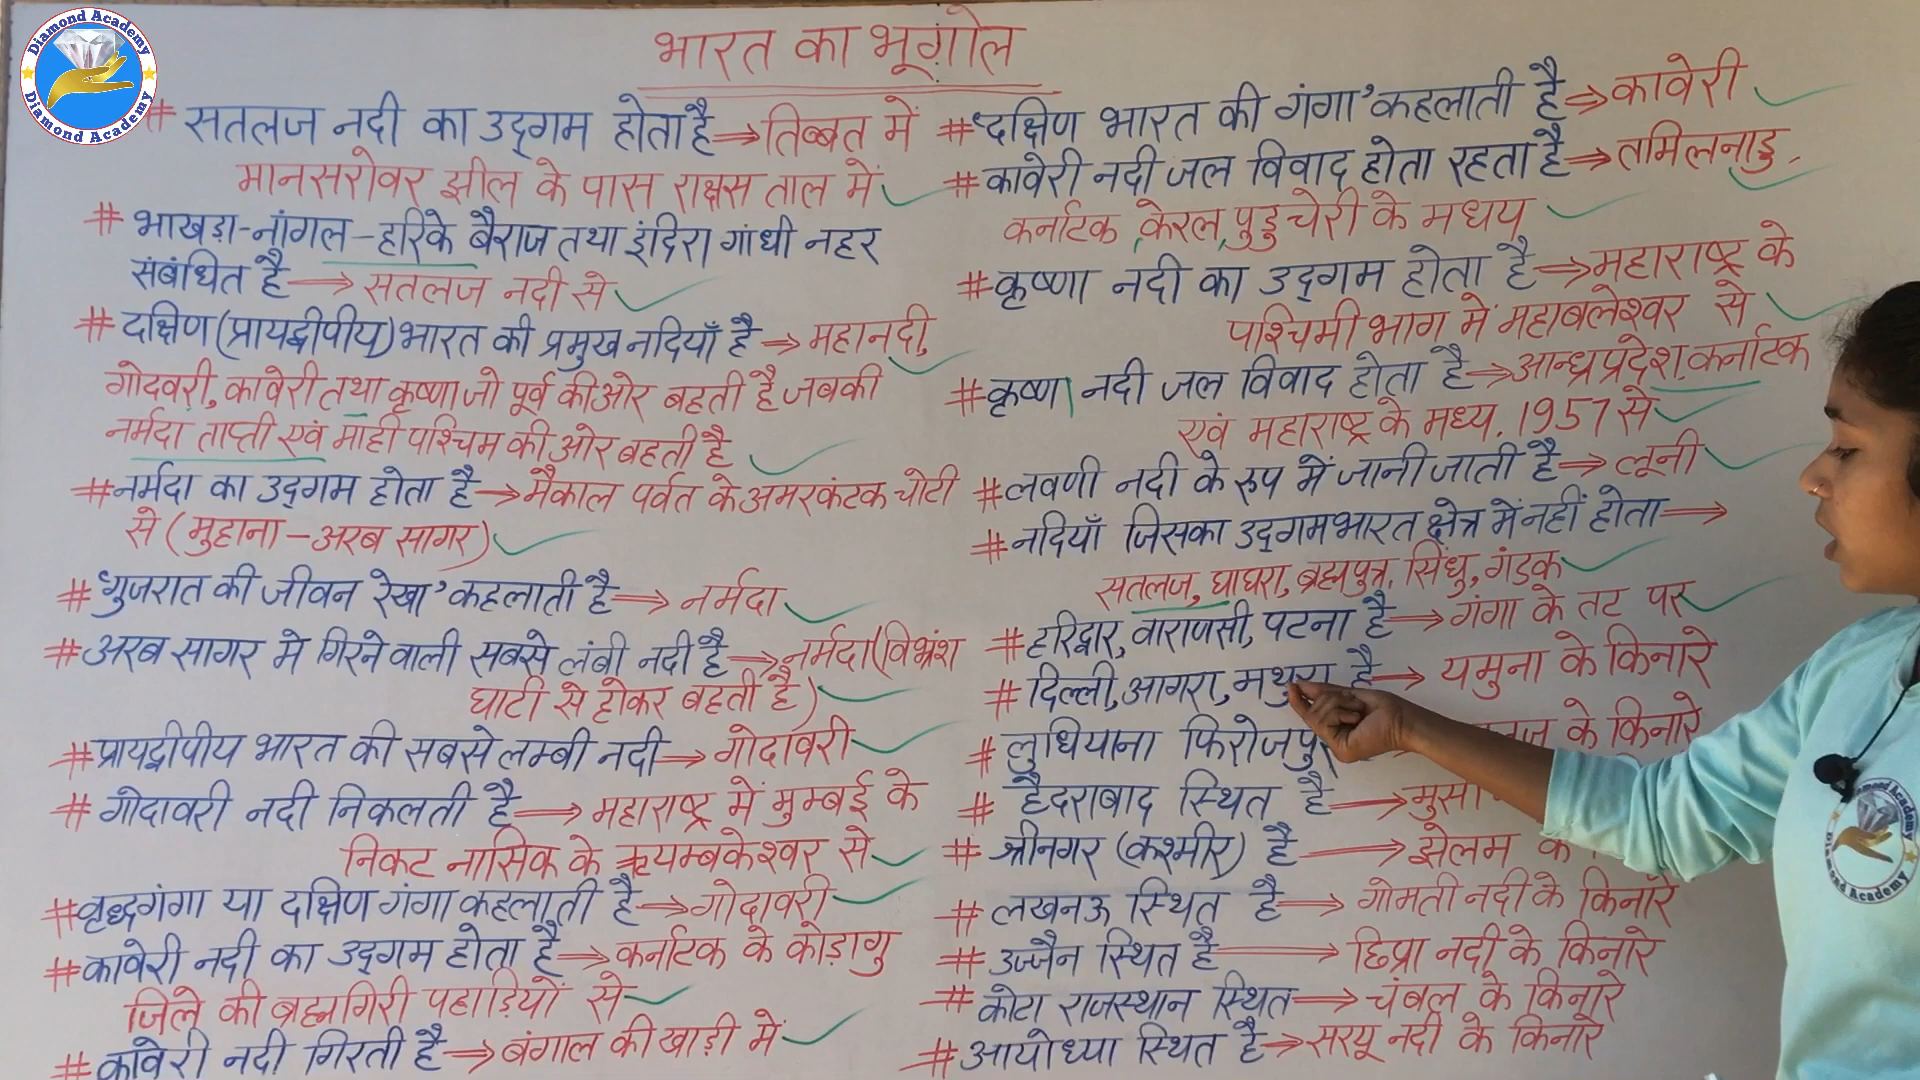 Diamond Academy
Diamond Academy
भारत का भूगोल
# सतलज नदी का उद्गम होता है → तिब्बत में
मानसरोवर झील के पास राक्षस ताल में
# भाखड़ा-नांगल-हरिके बैराज तथा इंदिरा गांधी नहर
संबंधित है → सतलज नदी से
# दक्षिण (प्रायद्वीपीय) भारत की प्रमुख नदियाँ है → महानदी,
गोदवरी, कावेरी तथा कृष्णा जो पूर्व की ओर बहती है जबकी
नर्मदा ताप्ती एवं माही पश्चिम की ओर बहती है
# नर्मदा का उद्गम होता है → मैकाल पर्वत के अमरकंटक चोटी
से (मुहाना - अरब सागर)
# 'गुजरात की जीवन रेखा' कहलाती है → नर्मदा
# अरब सागर मे गिरने वाली सबसे लंबी नदी है → नर्मदा (विभ्रंश
घाटी से होकर बहती है)
# प्रायद्वीपीय भारत की सबसे लम्बी नदी → गोदावरी
# गोदावरी नदी निकलती है → महाराष्ट्र में मुम्बई के
निकट नासिक के त्र्यम्बकेश्वर से
# वृद्धगंगा या दक्षिण गंगा कहलाती है → गोदावरी
# कावेरी नदी का उद्गम होता है → कर्नाटक के कोड़ागु
जिले की ब्रह्मगिरी पहाड़ियों से
# कावेरी नदी गिरती है → बंगाल की खाड़ी में
# 'दक्षिण भारत की गंगा' कहलाती है → कावेरी
# कावेरी नदी जल विवाद होता रहता है → तमिलनाडु,
कर्नाटक, केरल, पुडुचेरी के मधय
# कृष्णा नदी का उद्गम होता है → महाराष्ट्र के
पश्चिमी भाग में महाबलेश्वर से
# कृष्णा नदी जल विवाद होता है → आन्ध्रप्रदेश, कर्नाटक
एवं महाराष्ट्र के मध्य. 1957 से
# लवणी नदी के रुप में जानी जाती है → लूनी
# नदियाँ जिसका उद्गम भारत क्षेत्र में नहीं होता →
सतलज, घाघरा, ब्रह्मपुत्र, सिंधु, गंडक
# हरिद्वार, वाराणसी, पटना है → गंगा के तट पर
# दिल्ली, आगरा, मथुरा है → यमुना के किनारे
# लुधियाना फिरोजपुर के किनारे
# हैदराबाद स्थित है →
# श्रीनगर (कश्मीर) है → झेलम
# लखनऊ स्थित है → गोमती नदी के किनारे
# उज्जैन स्थित है → छिप्रा नदी के किनारे
# कोटा राजस्थान स्थित → चंबल के किनारे
# आयोध्या स्थित है → सरयू नदी के किनारे